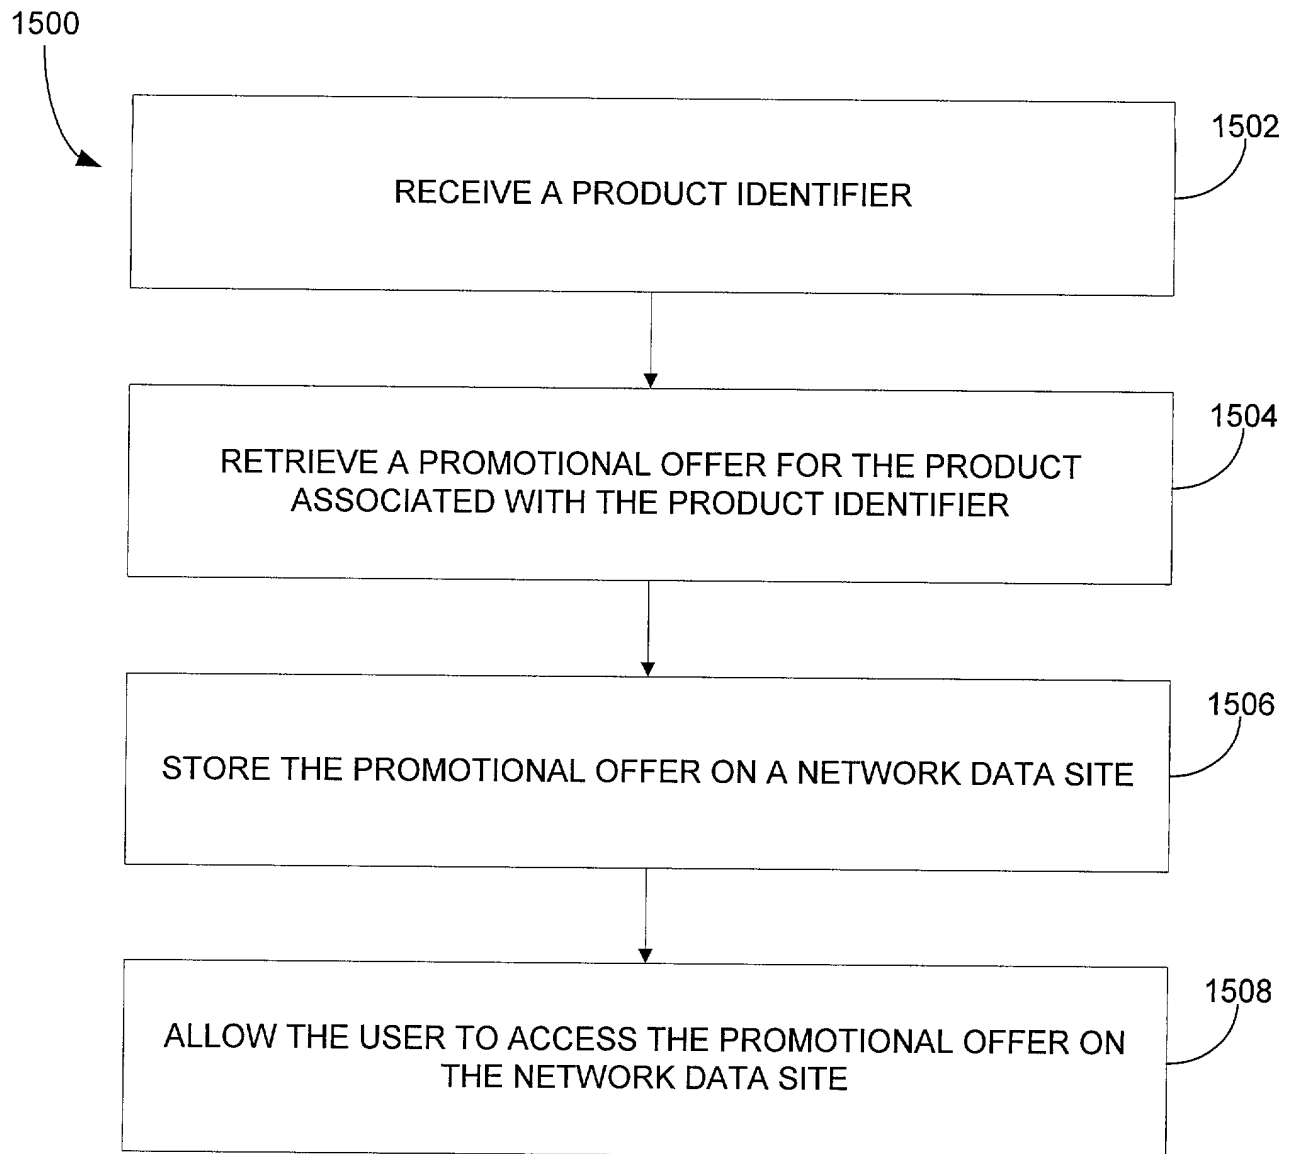 1500
1502
RECEIVE A PRODUCT IDENTIFIER
1504
RETRIEVE A PROMOTIONAL OFFER FOR THE PRODUCT
ASSOCIATED WITH THE PRODUCT IDENTIFIER
1506
STORE THE PROMOTIONAL OFFER ON A NETWORK DATA SITE
1508
ALLOW THE USER TO ACCESS THE PROMOTIONAL OFFER ON
THE NETWORK DATA SITE